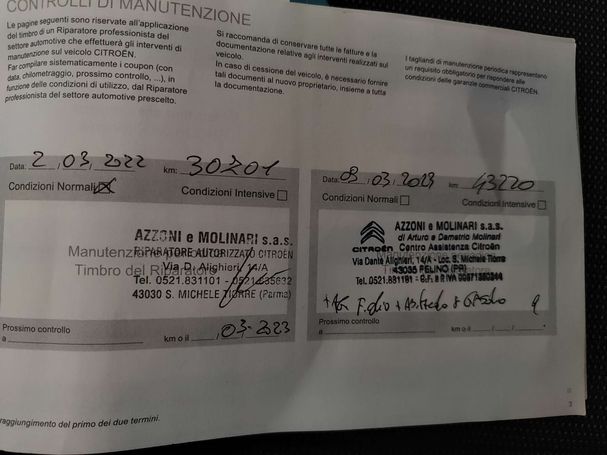 CONTROLLI DI MANUTENZIONE
Le pagine seguenti sono riservate all'applicazione
del timbro di un Riparatore professionista del
settore automotive che effettuerà gli interventi di
manutenzione sul veicolo CITROËN.
Far compilare sistematicamente i coupon (con
data, chilometraggio, prossimo controllo, ...), in
funzione delle condizioni di utilizzo, dal Riparatore
professionista del settore automotive prescelto.
Si raccomanda di conservare tutte le fatture e la
documentazione relative agli interventi realizzati sul
veicolo.
In caso di cessione del veicolo, è necessario fornire
tali documenti al nuovo proprietario, insieme a tutta
la documentazione.
I tagliandi di manutenzione periodica rappresentano
un requisito obbligatorio per rispondere alle
condizioni delle garanzie commerciali CITROËN.
Data: 2,03,2022 km: 30201
Condizioni Normali Condizioni Intensive
AZZONI e MOLINARI s.a.s.
RIPARATORE AUTORIZZATO CITROËN
Manutenzione
Via D. Alighieri, 14/A
Timbro del Riparatore
Tel. 0521.831101 - 0521.835632
43030 S. MICHELE TIORRE (Parma)
Prossimo controllo
a km o il ,03-2023
Data: 03,03,2023 km: 43220
Condizioni Normali Condizioni Intensive
AZZONI e MOLINARI s.a.s.
di Arturo e Demetrio Molinari
CITROËN Centro Assistenza Citroën
Via Dante Alighieri, 14/A - Loc. S. Michele Tiorre
43035 FELINO (PR)
Tel. 0521.831101 - C.F. e P. IVA
F. olio +
Prossimo controllo
a km o il / /
raggiungimento del primo dei due termini.
3